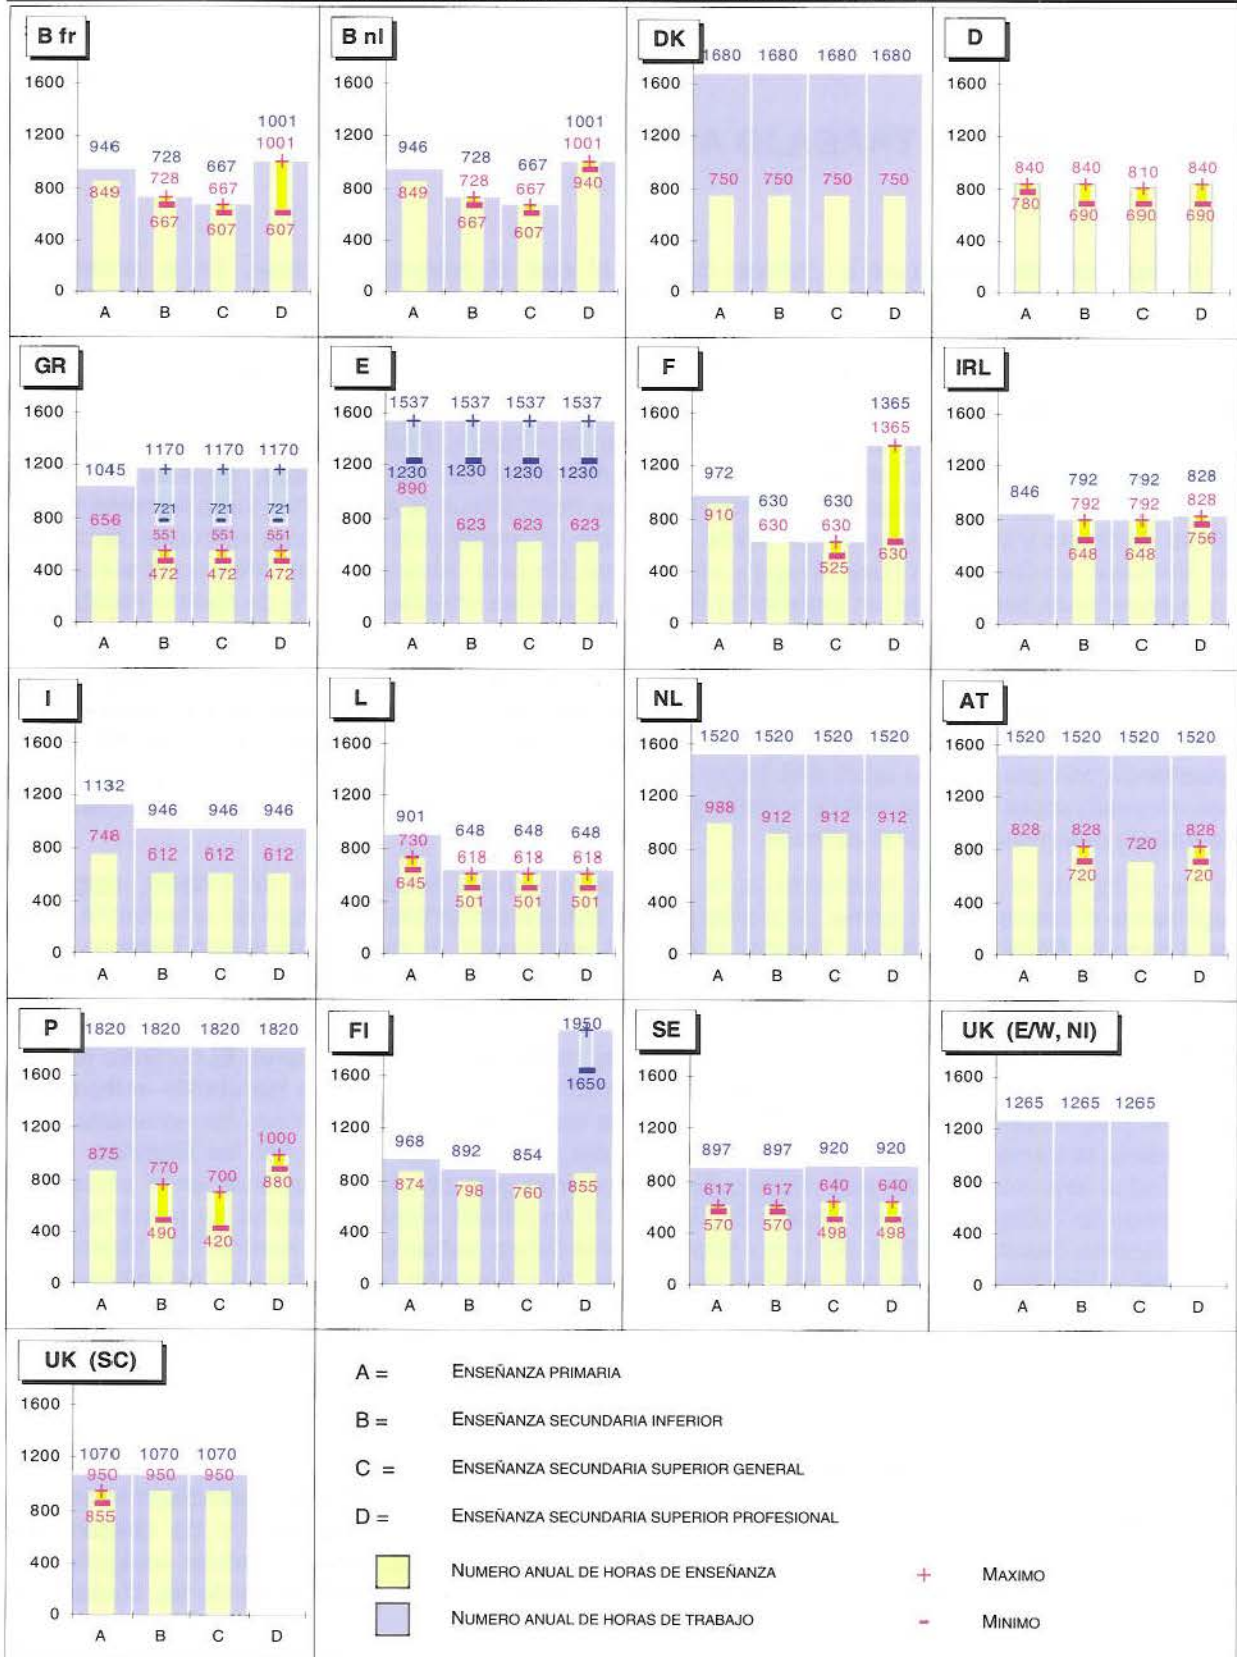 B fr
1600
1200
800
400
0
946
849
728
728
667
667
667
607
1001
1001
607
A B C D
B nl
1600
1200
800
400
0
946
849
728
728
667
667
667
607
1001
1001
940
A B C D
DK
1600
1200
800
400
0
1680 1680 1680 1680
750 750 750 750
A B C D
D
1600
1200
800
400
0
840 840 810 840
780 690 690 690
A B C D
GR
1600
1200
800
400
0
1045 1170 1170 1170
721 721 721
656 551 551 551
472 472 472
A B C D
E
1600
1200
800
400
0
1537 1537 1537 1537
1230 1230 1230 1230
890 623 623 623
A B C D
F
1600
1200
800
400
0
972 630 630 1365
910 630 630 1365
525 630
A B C D
IRL
1600
1200
800
400
0
846 792 792 828
792 792 828
648 648 756
A B C D
I
1600
1200
800
400
0
1132 946 946 946
748 612 612 612
A B C D
L
1600
1200
800
400
0
901 648 648 648
730 618 618 618
645 501 501 501
A B C D
NL
1600
1200
800
400
0
1520 1520 1520 1520
988 912 912 912
A B C D
AT
1600
1200
800
400
0
1520 1520 1520 1520
828 828 720 828
720 720
A B C D
P
1600
1200
800
400
0
1820 1820 1820 1820
875 770 700 1000
490 420 880
A B C D
FI
1600
1200
800
400
0
968 892 854 1950
1650
874 798 760 855
A B C D
SE
1600
1200
800
400
0
897 897 920 920
617 617 640 640
570 570 498 498
A B C D
UK (E/W, NI)
1600
1200
800
400
0
1265 1265 1265
A B C D
UK (SC)
1600
1200
800
400
0
1070 1070 1070
950 950 950
855
A B C D
A = ENSEÑANZA PRIMARIA
B = ENSEÑANZA SECUNDARIA INFERIOR
C = ENSEÑANZA SECUNDARIA SUPERIOR GENERAL
D = ENSEÑANZA SECUNDARIA SUPERIOR PROFESIONAL
NUMERO ANUAL DE HORAS DE ENSEÑANZA
+ MAXIMO
NUMERO ANUAL DE HORAS DE TRABAJO
- MINIMO